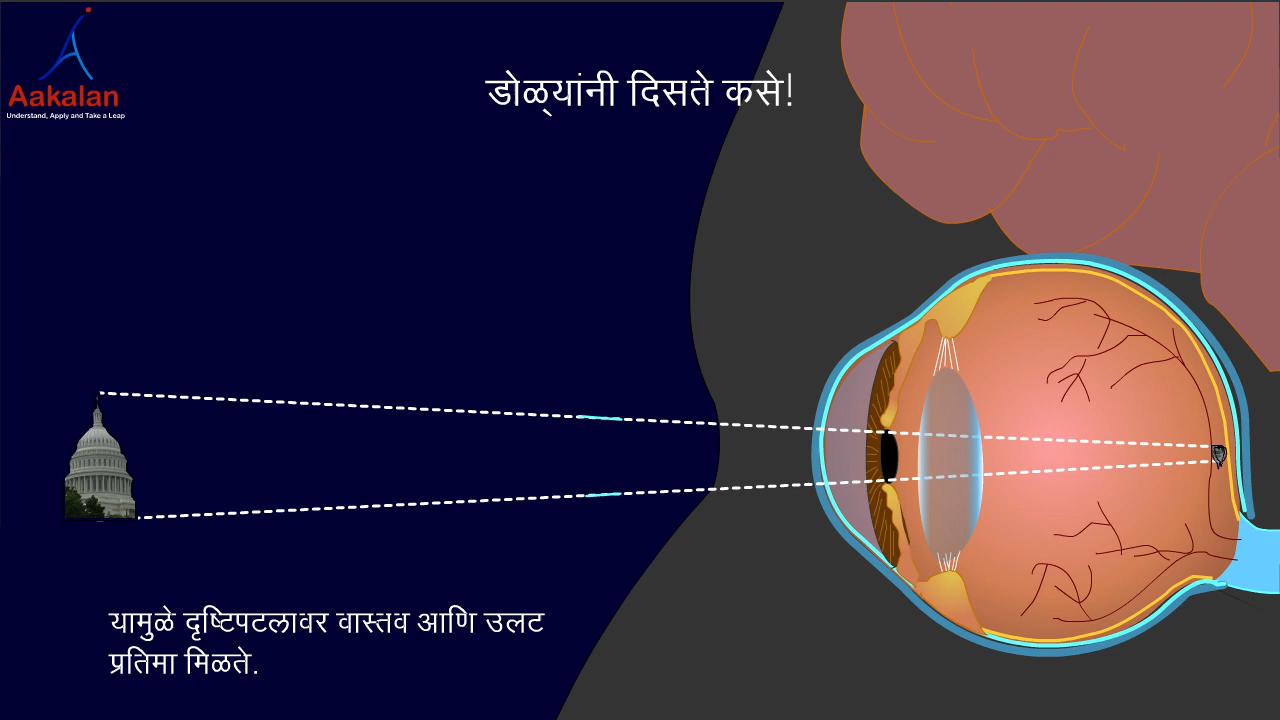 Aakalan
Understand, Apply and Take a Leap
डोळ्यांनी दिसते कसे!
यामुळे दृष्टिपटलावर वास्तव आणि उलट
प्रतिमा मिळते.